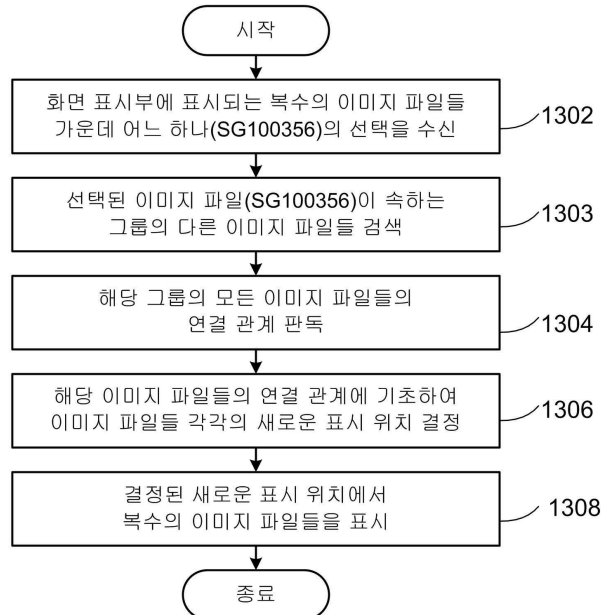 시작
화면 표시부에 표시되는 복수의 이미지 파일들
가운데 어느 하나(SG100356)의 선택을 수신
1302
선택된 이미지 파일(SG100356)이 속하는
그룹의 다른 이미지 파일들 검색
1303
해당 그룹의 모든 이미지 파일들의
연결 관계 판독
1304
해당 이미지 파일들의 연결 관계에 기초하여
이미지 파일들 각각의 새로운 표시 위치 결정
1306
결정된 새로운 표시 위치에서
복수의 이미지 파일들을 표시
1308
종료